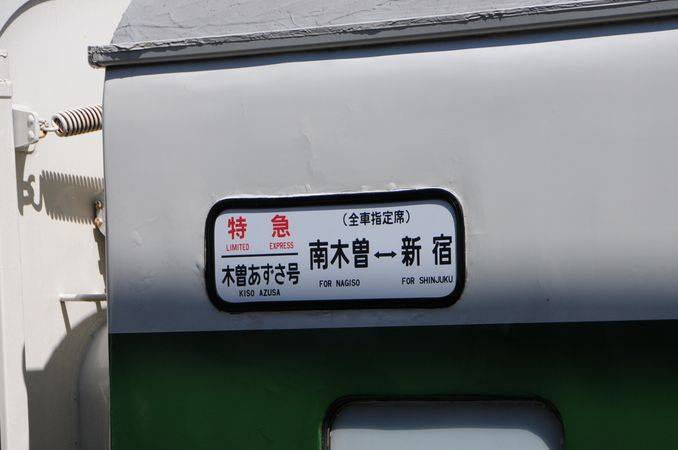 特急
LIMITED EXPRESS
木曽あずさ号
KISO AZUSA
(全車指定席)
南木曽↔新宿
FOR NAGISO FOR SHINJUKU